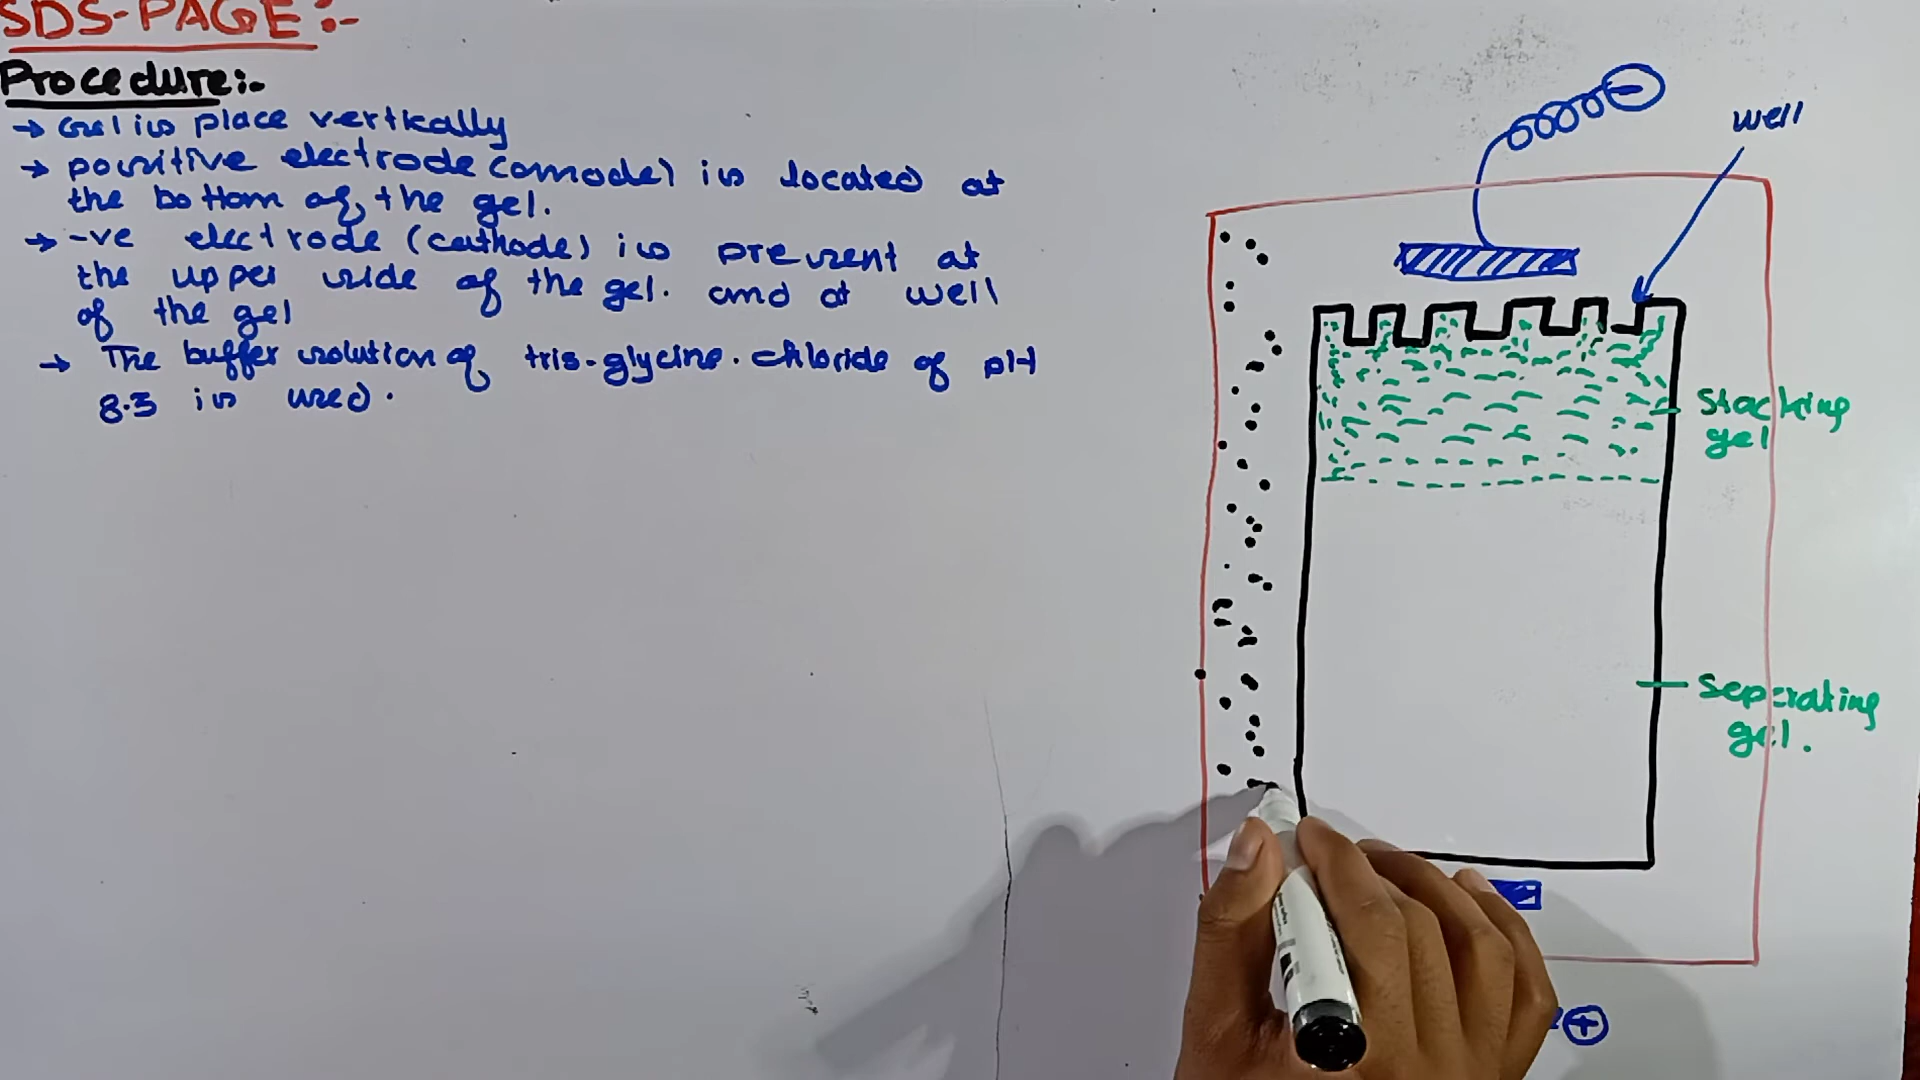 SDS-PAGE:-
Procedure:-
→ Gel is place vertically
→ positive electrode (anode) is located at
the bottom of the gel.
→ -ve electrode (cathode) is present at
the upper side of the gel. and at well
of the gel
→ The buffer solution of tris-glycine. chloride of pH
8.3 is used.
-
well
Stacking
gel
Seperating
gel.
+